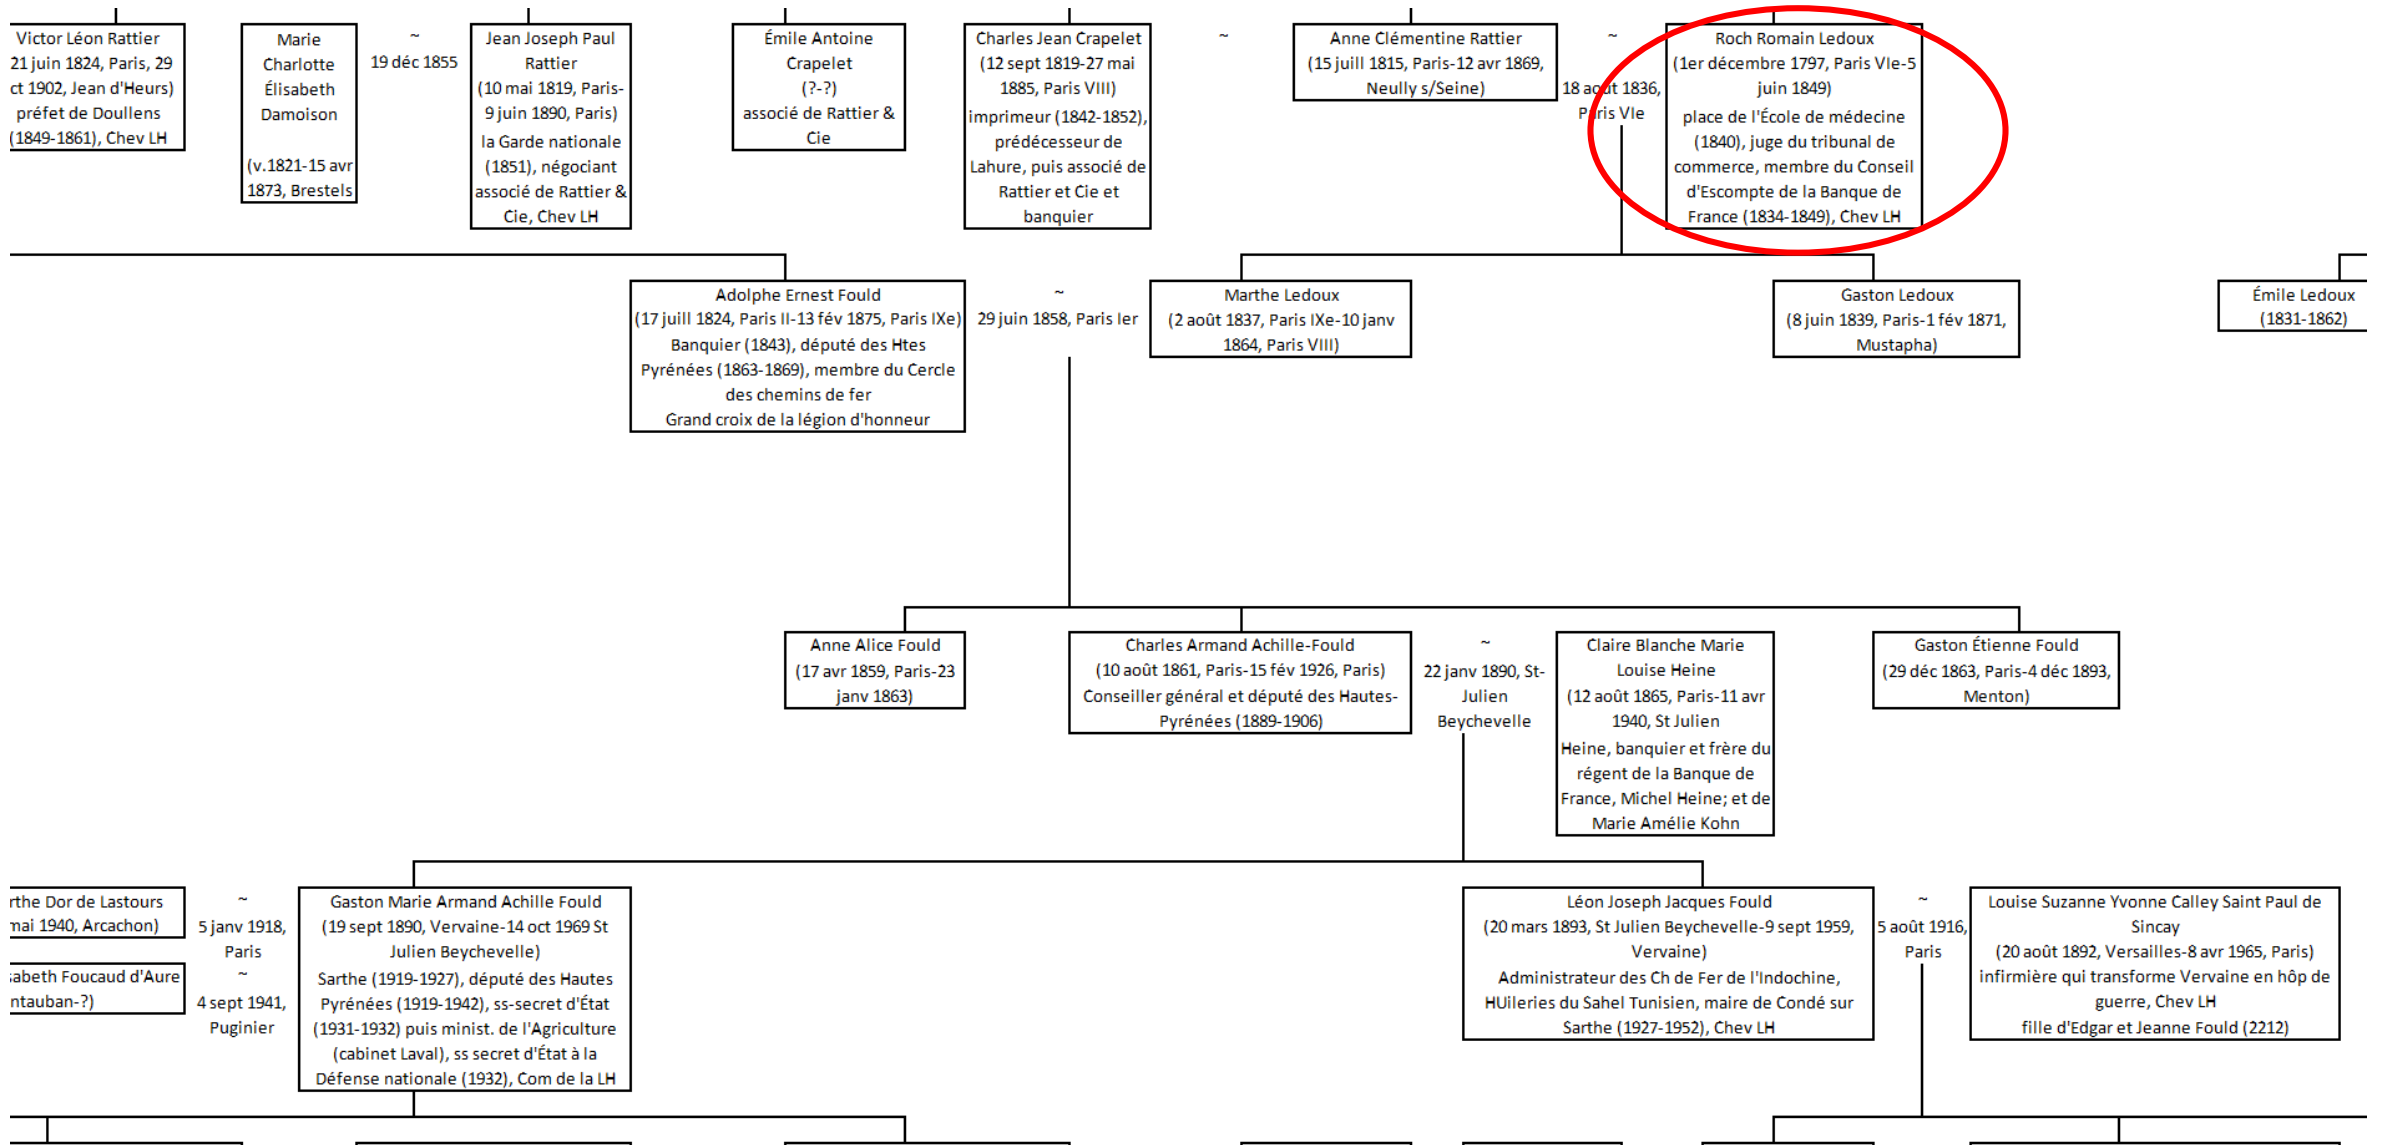 Victor Léon Rattier
21 juin 1824, Paris, 29
ct 1902, Jean d'Heurs)
préfet de Doullens
(1849-1861), Chev LH
Marie
Charlotte
Élisabeth
Damoison
(v.1821-15 avr
1873, Brestels
~
19 déc 1855
Jean Joseph Paul
Rattier
(10 mai 1819, Paris-
9 juin 1890, Paris)
la Garde nationale
(1851), négociant
associé de Rattier &
Cie, Chev LH
Émile Antoine
Crapelet
(?-?)
associé de Rattier &
Cie
Charles Jean Crapelet
(12 sept 1819-27 mai
1885, Paris VIII)
imprimeur (1842-1852),
prédécesseur de
Lahure, puis associé de
Rattier et Cie et
banquier
~
Anne Clémentine Rattier
(15 juill 1815, Paris-12 avr 1869,
Neully s/Seine)
~
18 août 1836,
Paris VIe
Roch Romain Ledoux
(1er décembre 1797, Paris VIe-5
juin 1849)
place de l'École de médecine
(1840), juge du tribunal de
commerce, membre du Conseil
d'Escompte de la Banque de
France (1834-1849), Chev LH
Adolphe Ernest Fould
(17 juill 1824, Paris II-13 fév 1875, Paris IXe)
Banquier (1843), député des Htes
Pyrénées (1863-1869), membre du Cercle
des chemins de fer
Grand croix de la légion d'honneur
~
29 juin 1858, Paris Ier
Marthe Ledoux
(2 août 1837, Paris IXe-10 janv
1864, Paris VIII)
Gaston Ledoux
(8 juin 1839, Paris-1 fév 1871,
Mustapha)
Émile Ledoux
(1831-1862)
Anne Alice Fould
(17 avr 1859, Paris-23
janv 1863)
Charles Armand Achille-Fould
(10 août 1861, Paris-15 fév 1926, Paris)
Conseiller général et député des Hautes-
Pyrénées (1889-1906)
~
22 janv 1890, St-
Julien
Beychevelle
Claire Blanche Marie
Louise Heine
(12 août 1865, Paris-11 avr
1940, St Julien
Heine, banquier et frère du
régent de la Banque de
France, Michel Heine; et de
Marie Amélie Kohn
Gaston Étienne Fould
(29 déc 1863, Paris-4 déc 1893,
Menton)
rthe Dor de Lastours
mai 1940, Arcachon)
~
5 janv 1918,
Paris
sabeth Foucaud d'Aure
ntauban-?)
~
4 sept 1941,
Puginier
Gaston Marie Armand Achille Fould
(19 sept 1890, Vervaine-14 oct 1969 St
Julien Beychevelle)
Sarthe (1919-1927), député des Hautes
Pyrénées (1919-1942), ss-secret d'État
(1931-1932) puis minist. de l'Agriculture
(cabinet Laval), ss secret d'État à la
Défense nationale (1932), Com de la LH
Léon Joseph Jacques Fould
(20 mars 1893, St Julien Beychevelle-9 sept 1959,
Vervaine)
Administrateur des Ch de Fer de l'Indochine,
HUileries du Sahel Tunisien, maire de Condé sur
Sarthe (1927-1952), Chev LH
~
5 août 1916,
Paris
Louise Suzanne Yvonne Calley Saint Paul de
Sincay
(20 août 1892, Versailles-8 avr 1965, Paris)
infirmière qui transforme Vervaine en hôp de
guerre, Chev LH
fille d'Edgar et Jeanne Fould (2212)